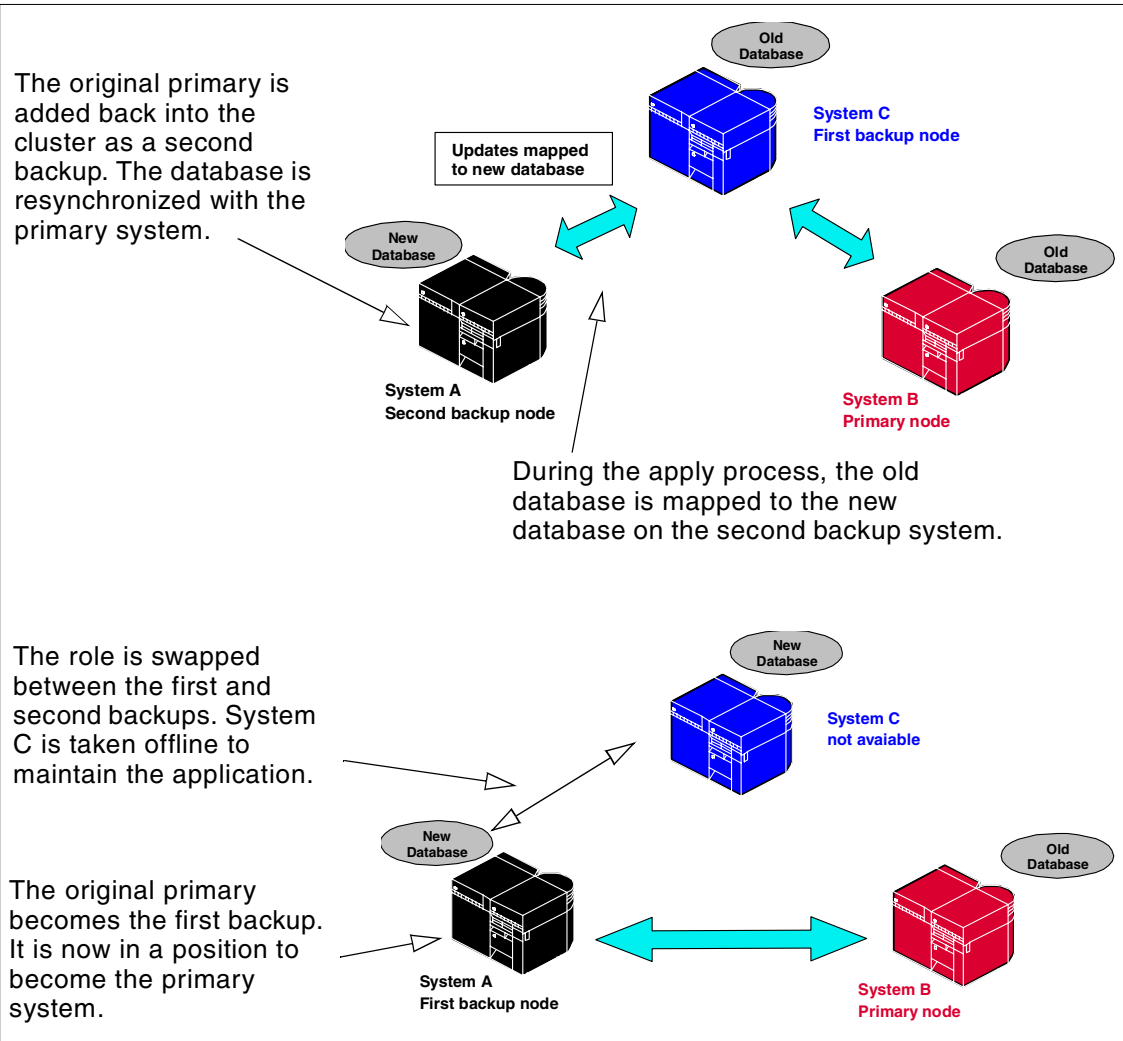 Old
Database
The original primary is
added back into the
cluster as a second
backup. The database is
resynchronized with the
primary system.
System C
First backup node
Updates mapped
to new database
New
Database
Old
Database
System A
Second backup node
System B
Primary node
During the apply process, the old
database is mapped to the new
database on the second backup system.
The role is swapped
between the first and
second backups. System
C is taken offline to
maintain the application.
New
Database
System C
not avaiable
New
Database
Old
Database
The original primary
becomes the first backup.
It is now in a position to
become the primary
system.
System A
First backup node
System B
Primary node